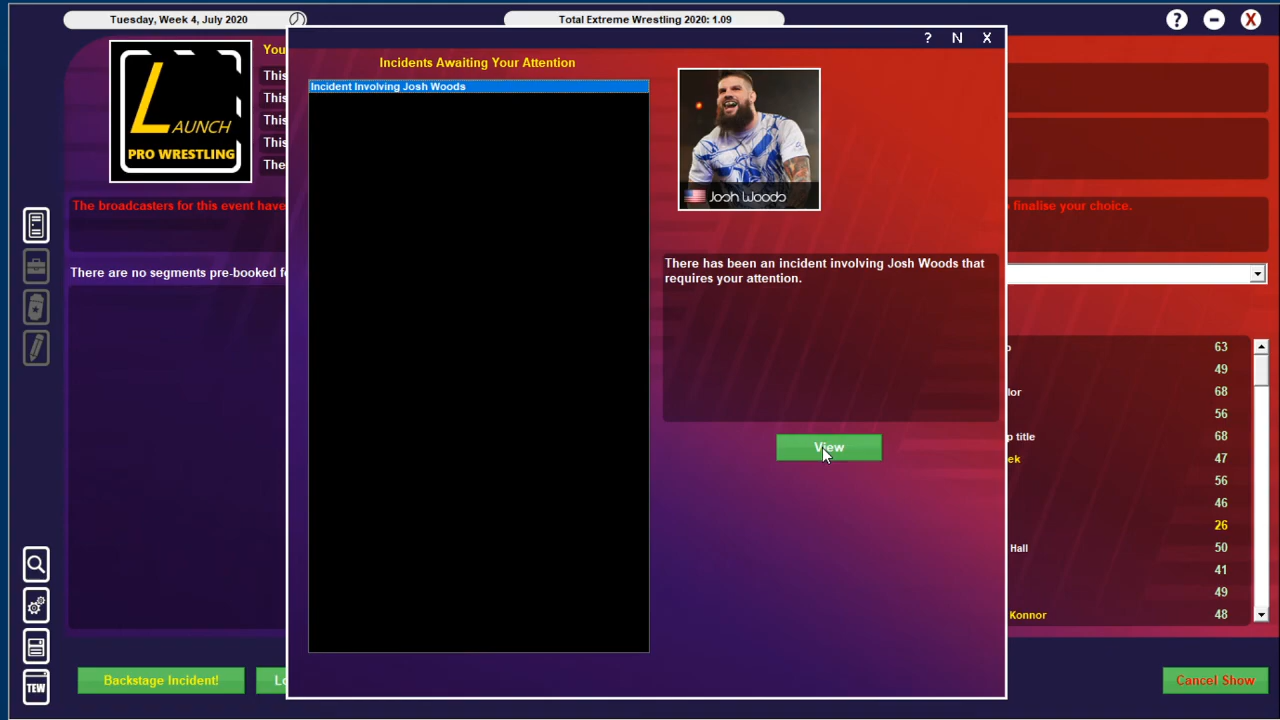 Tuesday, Week 4, July 2020
Total Extreme Wrestling 2020: 1.09
?
? N X
LAUNCH
PRO WRESTLING
You
This
This
This
This
The
Incidents Awaiting Your Attention
Incident Involving Josh Woods
Josh Woods
The broadcasters for this event have
finalise your choice.
There are no segments pre-booked fo
There has been an incident involving Josh Woods that
requires your attention.
View
63
49
lor 68
56
p title 68
ek 47
56
46
26
Hall 50
41
49
Konnor 48
TEW
Backstage Incident!
Lo
Cancel Show